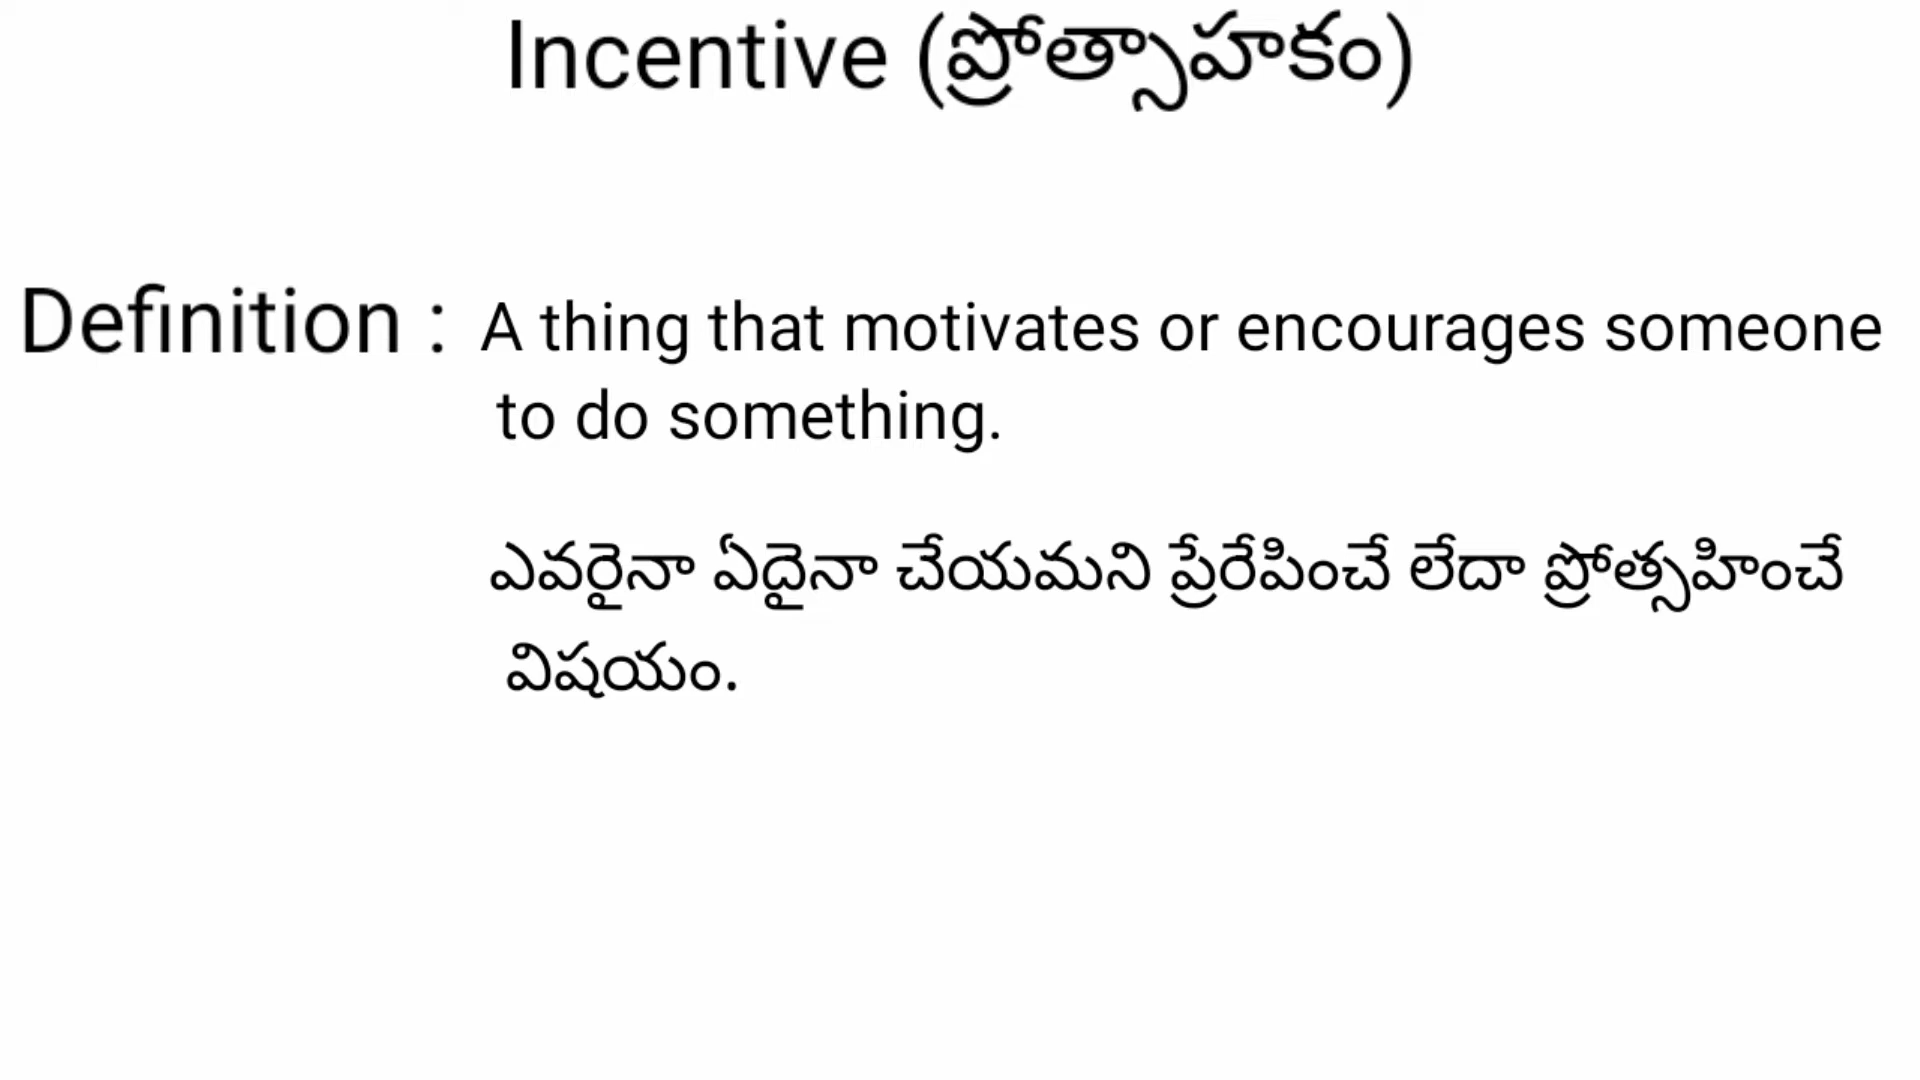 Incentive (ప్రోత్సాహకం)
Definition : A thing that motivates or encourages someone
to do something.
ఎవరైనా ఏదైనా చేయమని ప్రేరేపించే లేదా ప్రోత్సహించే
విషయం.